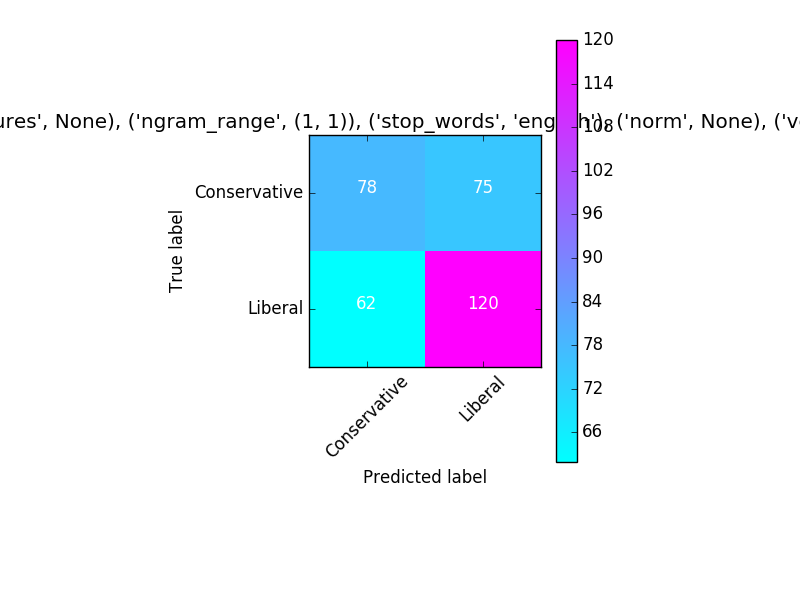 120
ures', None), ('ngram_range', (1, 1)), ('stop_words', 'english'), ('norm', None), ('v
114
108
102
96
90
84
78
72
66
Conservative 78 75
Liberal 62 120
True label
Conservative Liberal
Predicted label